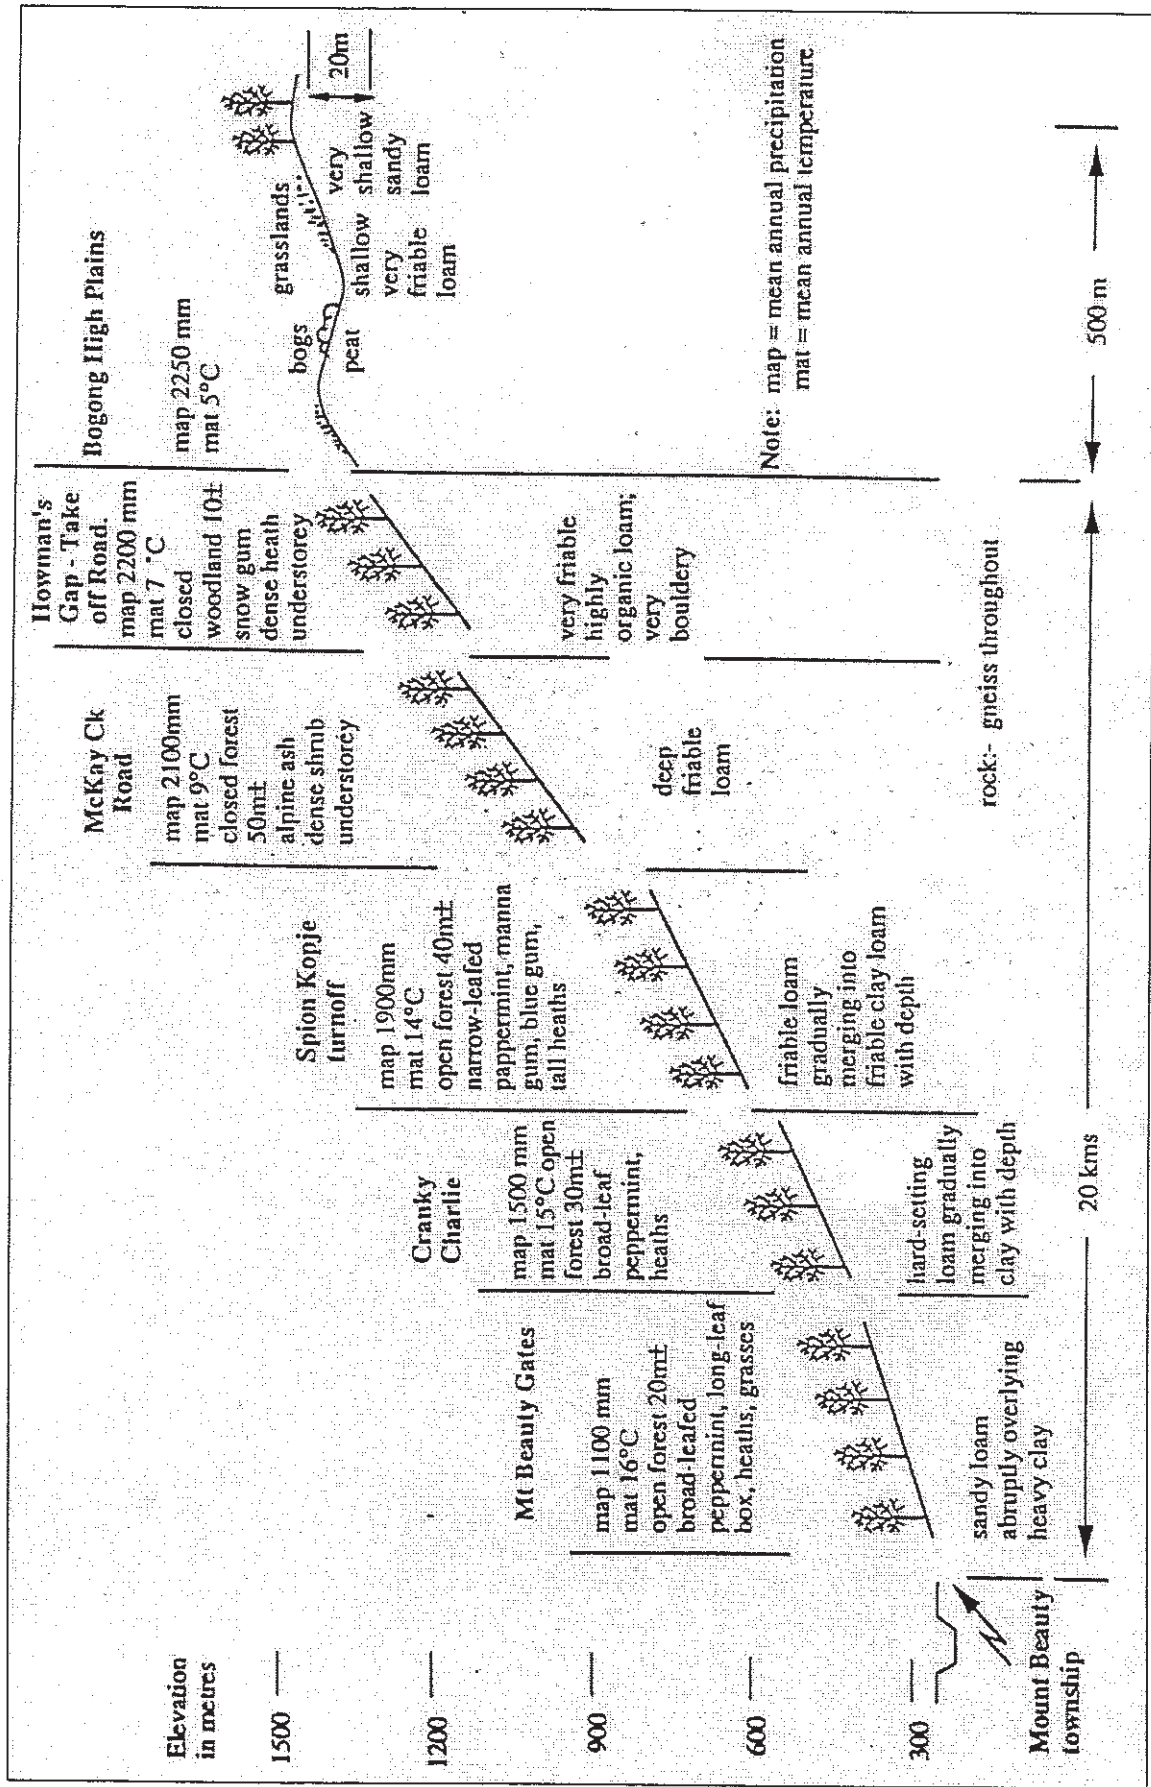 Elevation
in metres
1500
1200
900
600
300
Mount Beauty
township
Mt Beauty Gates
map 1100 mm
mat 16°C
open forest 20m±
broad-leafed
peppermint, long-leaf
box, heaths, grasses
sandy loam
abruptly overlying
heavy clay
Cranky
Charlie
map 1500 mm
mat 15°C open
forest 30m±
broad-leaf
peppermint,
heaths
hard-setting
loam gradually
merging into
clay with depth
Spion Kopje
turnoff
map 1900mm
mat 14°C
open forest 40m±
narrow-leafed
pappermint, manna
gum, blue gum,
tall heaths
friable loam
gradually
merging into
friable clay loam
with depth
McKay Ck
Road
map 2100mm
mat 9°C
closed forest
50m±
alpine ash
dense shrub
understorey
deep
friable
loam
Howman's
Gap - Take
off Road.
map 2200 mm
mat 7 °C
closed
woodland 10±
snow gum
dense heath
understorey
very friable
highly
organic loam;
very
bouldery
Bogong High Plains
map 2250 mm
mat 5°C
bogs
peat
grasslands
shallow
very
friable
loam
very
shallow
sandy
loam
20m
Note: map = mean annual precipitation
mat = mean annual temperature
rock:- gneiss throughout
20 kms
500 m